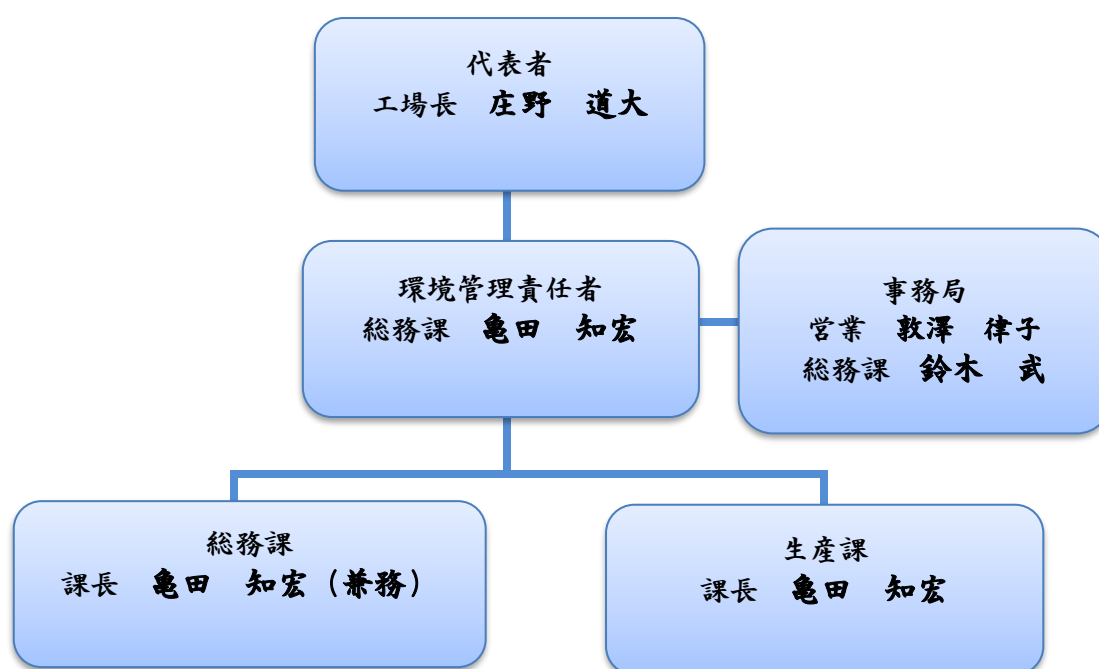 代表者
工場長　庄野　道大
環境管理責任者
総務課　亀田　知宏
事務局
営業　敦澤　律子
総務課　鈴木　武
総務課
課長　亀田　知宏（兼務）
生産課
課長　亀田　知宏